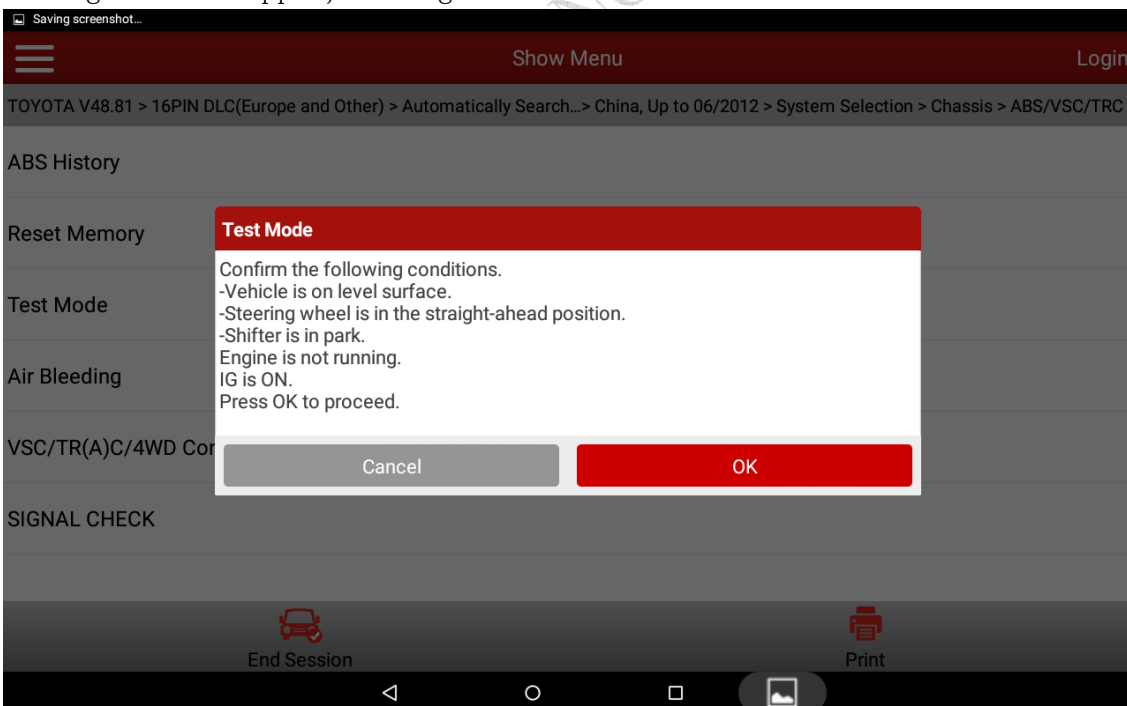 Saving screenshot...
Show Menu
Login
TOYOTA V48.81 > 16PIN DLC(Europe and Other) > Automatically Search...> China, Up to 06/2012 > System Selection > Chassis > ABS/VSC/TRC
ABS History
Reset Memory
Test Mode
Air Bleeding
VSC/TR(A)C/4WD Cor
SIGNAL CHECK
Test Mode
Confirm the following conditions.
-Vehicle is on level surface.
-Steering wheel is in the straight-ahead position.
-Shifter is in park.
Engine is not running.
IG is ON.
Press OK to proceed.
Cancel
OK
End Session
Print